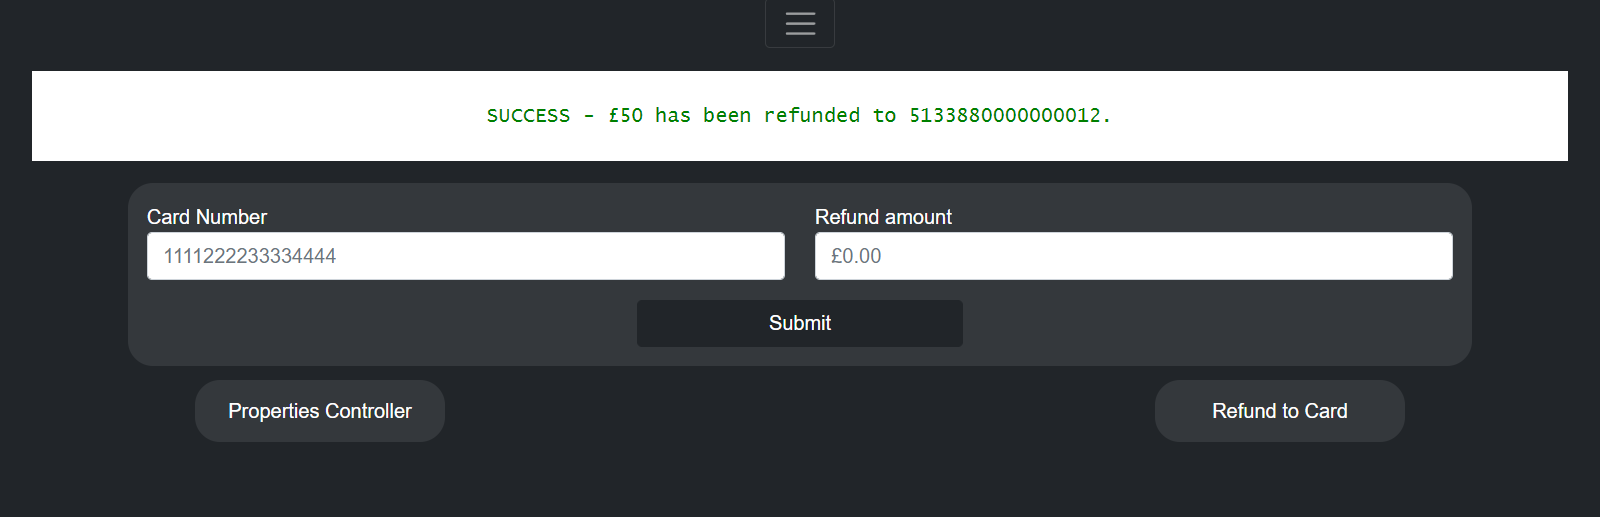 SUCCESS - £50 has been refunded to 5133880000000012.
Card Number
Refund amount
1111222233334444
£0.00
Submit
Properties Controller
Refund to Card